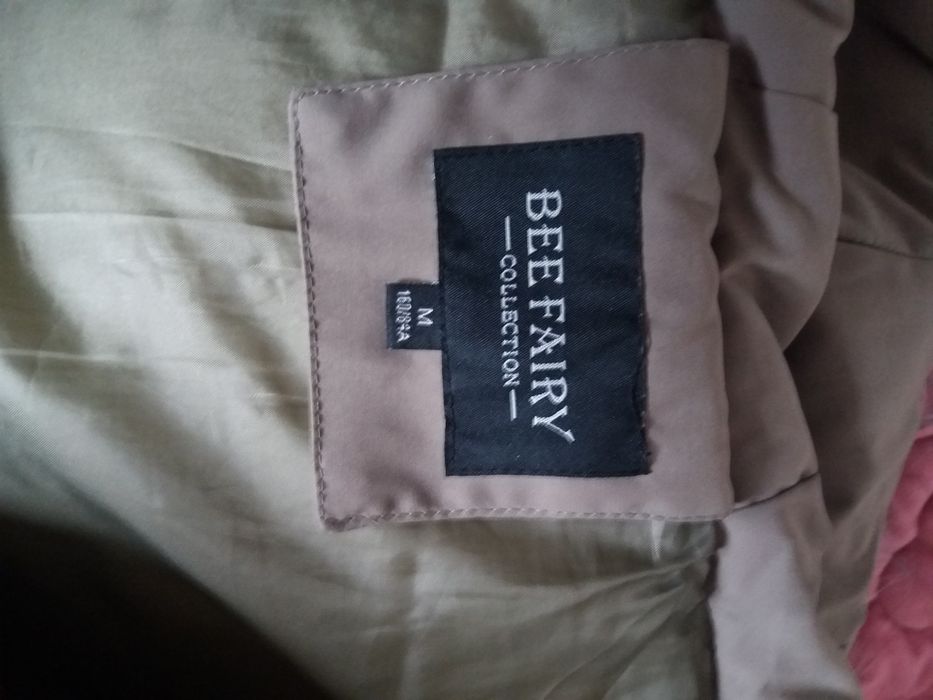 BEE FAIRY
— COLLECTION —
M
160/84A